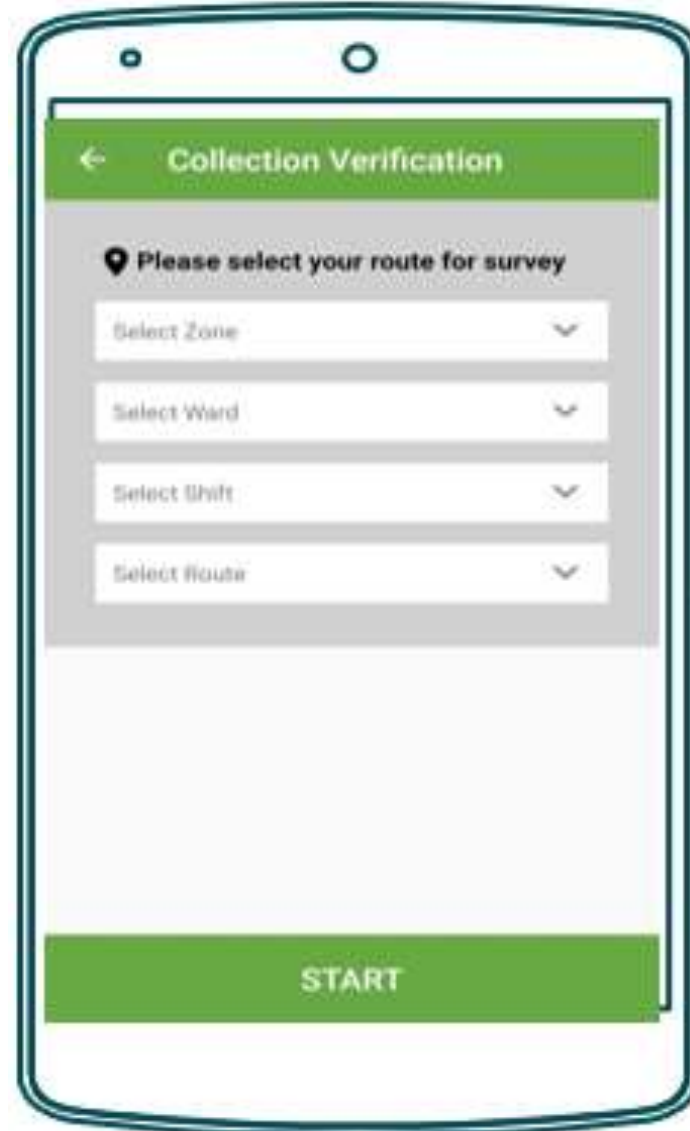 Collection Verification
Please select your route for survey
Select Zone
Select Ward
Select Shift
Select Route
START